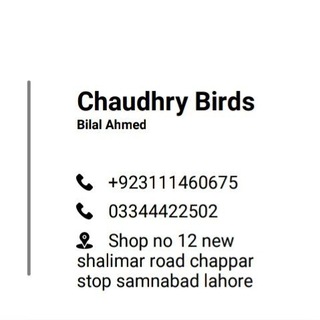 Chaudhry Birds
Bilal Ahmed
+923111460675
03344422502
Shop no 12 new
shalimar road chappar
stop samnabad lahore